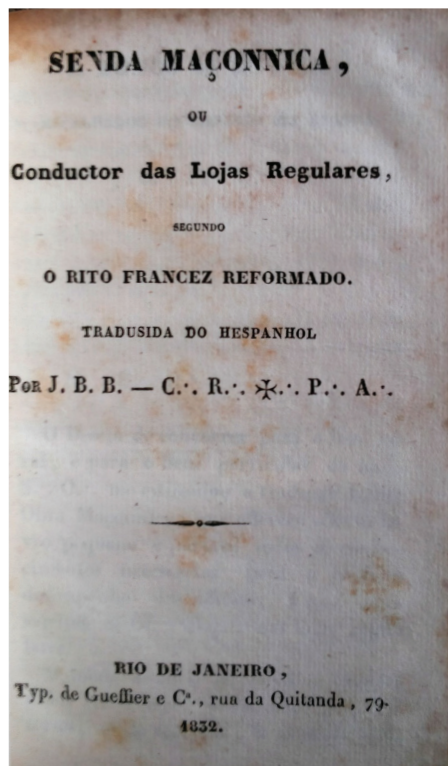 SENDA MAÇONNICA,
OU
Conductor das Lojas Regulares,
SEGUNDO
O RITO FRANCEZ REFORMADO.
TRADUSIDA DO HESPANHOL
POR J. B. B. — C.∙. R.∙. ✠.∙. P.∙. A.∙.
RIO DE JANEIRO,
Typ. de Gueffier e Cª., rua da Quitanda, 79.
1832.